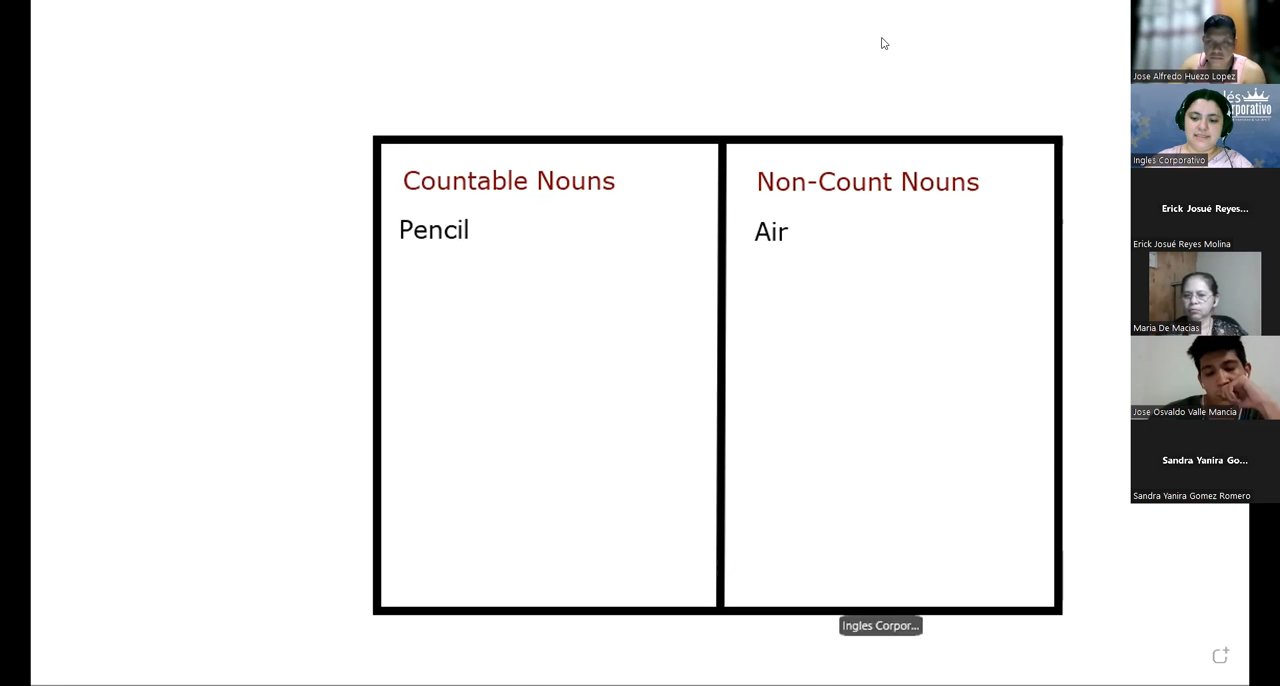 Countable Nouns
Non-Count Nouns
Pencil
Air
Ingles Corpor...
Jose Alfredo Huezo Lopez
Ingles Corporativo
Erick Josué Reyes...
Erick Josué Reyes Molina
Maria De Macias
Jose Osvaldo Valle Mancia
Sandra Yanira Go...
Sandra Yanira Gomez Romero